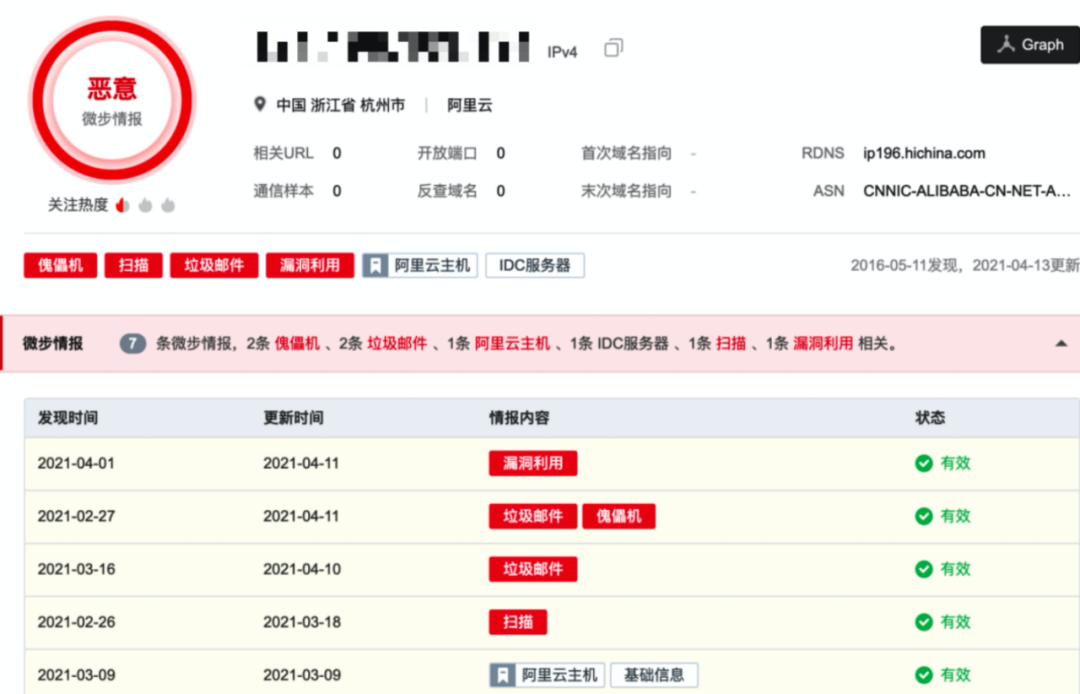 恶意
微步情报
关注热度
IPv4
Graph
中国 浙江省 杭州市 | 阿里云
相关URL 0 开放端口 0 首次域名指向 - RDNS ip196.hichina.com
通信样本 0 反查域名 0 末次域名指向 - ASN CNNIC-ALIBABA-CN-NET-A...
傀儡机 扫描 垃圾邮件 漏洞利用 阿里云主机 IDC服务器 2016-05-11发现，2021-04-13更新
微步情报 7 条微步情报，2条 傀儡机 、2条 垃圾邮件 、1条 阿里云主机 、1条 IDC服务器 、1条 扫描 、1条 漏洞利用 相关。
发现时间 更新时间 情报内容 状态
2021-04-01 2021-04-11 漏洞利用 有效
2021-02-27 2021-04-11 垃圾邮件 傀儡机 有效
2021-03-16 2021-04-10 垃圾邮件 有效
2021-02-26 2021-03-18 扫描 有效
2021-03-09 2021-03-09 阿里云主机 基础信息 有效